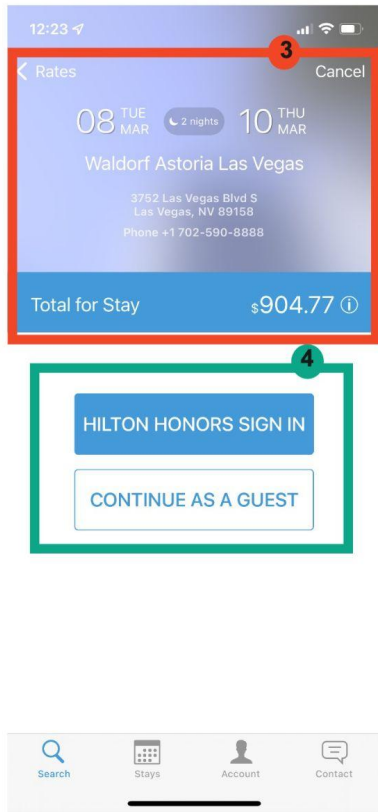 12:23
3
Rates
Cancel
08 TUE MAR 2 nights 10 THU MAR
Waldorf Astoria Las Vegas
3752 Las Vegas Blvd S
Las Vegas, NV 89158
Phone +1 702-590-8888
Total for Stay $904.77
4
HILTON HONORS SIGN IN
CONTINUE AS A GUEST
Search Stays Account Contact